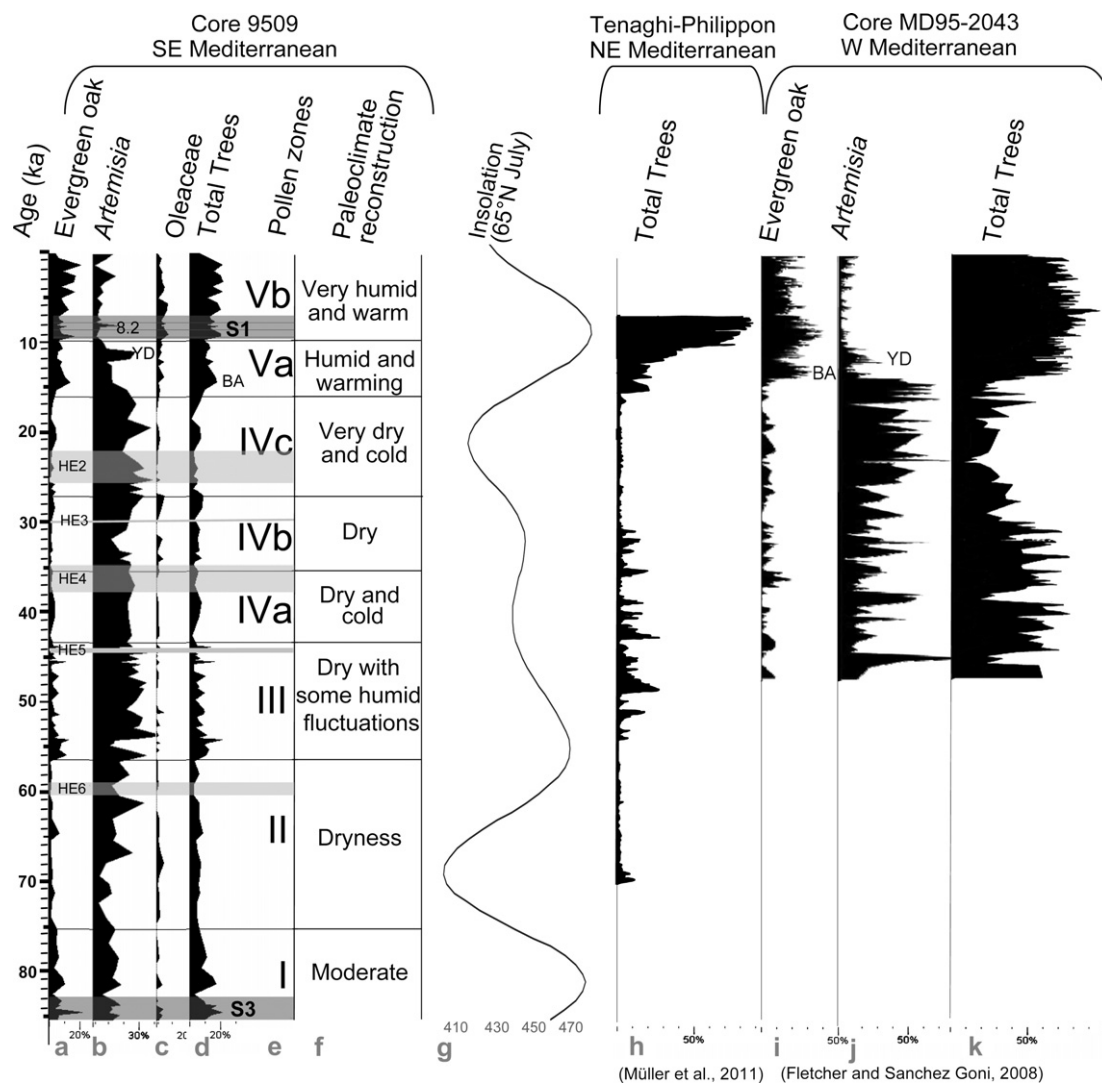 Core 9509
SE Mediterranean
Tenaghi-Philippon
NE Mediterranean
Core MD95-2043
W Mediterranean
Age (ka)
Evergreen oak
Artemisia
Oleaceae
Total Trees
Pollen zones
Paleoclimate
reconstruction
Insolation
(65°N July)
Total Trees
Evergreen oak
Artemisia
Total Trees
Vb
Very humid
and warm
8.2
S1
10
YD
Va
Humid and
warming
BA
YD
BA
20
IVc
Very dry
and cold
HE2
30
HE3
IVb
Dry
HE4
40
IVa
Dry and
cold
HE5
50
III
Dry with
some humid
fluctuations
60
HE6
II
Dryness
70
80
I
Moderate
S3
20%
30%
20
20%
410
430
450
470
50%
50%
50%
50%
a
b
c
d
e
f
g
h
i
j
k
(Müller et al., 2011)
(Fletcher and Sanchez Goni, 2008)